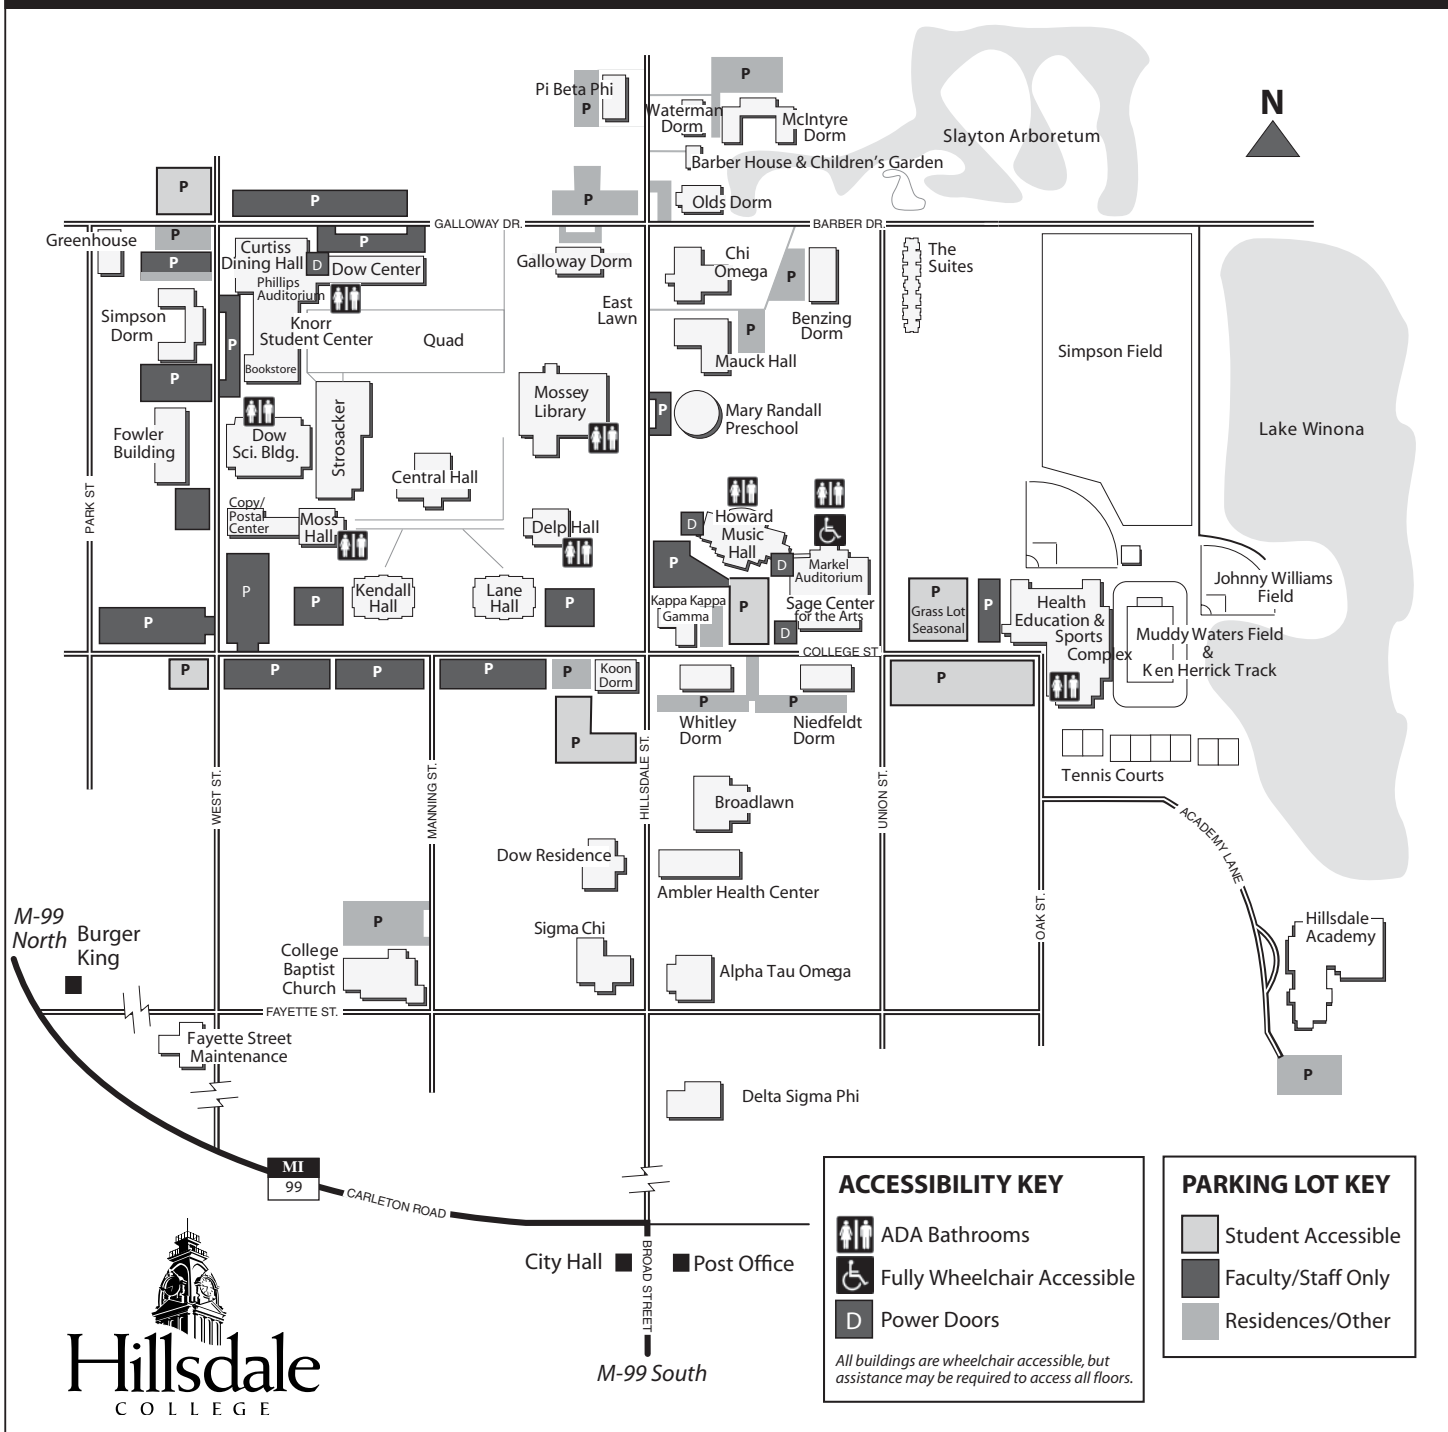 Pi Beta Phi
P
P
Waterman
Dorm
McIntyre
Dorm
Slayton Arboretum
N
Barber House & Children's Garden
P
P
P
Olds Dorm
GALLOWAY DR.
BARBER DR.
Greenhouse
P
P
Curtiss
Dining Hall
D
P
Dow Center
Phillips
Auditorium
Galloway Dorm
Chi
Omega
P
The
Suites
East
Lawn
Simpson
Dorm
P
Knorr
Student Center
Quad
P
Benzing
Dorm
Simpson Field
Mauck Hall
P
Bookstore
Mossey
Library
P
Mary Randall
Preschool
Lake Winona
Fowler
Building
Dow
Sci. Bldg.
Strosacker
Central Hall
PARK ST
Copy/
Postal
Center
Moss
Hall
Delp Hall
D
Howard
Music
Hall
P
D
Markel
Auditorium
Johnny Williams
Field
P
P
Kendall
Hall
Lane
Hall
P
Kappa Kappa
Gamma
P
Sage Center
for the Arts
D
P
Grass Lot
Seasonal
P
Health
Education &
Sports
Complex
Muddy Waters Field
&
Ken Herrick Track
P
COLLEGE ST
P
P
P
P
P
Koon
Dorm
P
P
P
Whitley
Dorm
Niedfeldt
Dorm
P
Tennis Courts
WEST ST.
MANNING ST.
HILLSDALE ST.
UNION ST.
Broadlawn
ACADEMY LANE
Dow Residence
Ambler Health Center
OAK ST.
M-99
North
Burger
King
P
College
Baptist
Church
Sigma Chi
Alpha Tau Omega
Hillsdale
Academy
FAYETTE ST.
Fayette Street
Maintenance
P
Delta Sigma Phi
MI
99
CARLETON ROAD
City Hall
Post Office
BROAD STREET
M-99 South
Hillsdale
COLLEGE
ACCESSIBILITY KEY
ADA Bathrooms
Fully Wheelchair Accessible
D Power Doors
All buildings are wheelchair accessible, but
assistance may be required to access all floors.
PARKING LOT KEY
Student Accessible
Faculty/Staff Only
Residences/Other